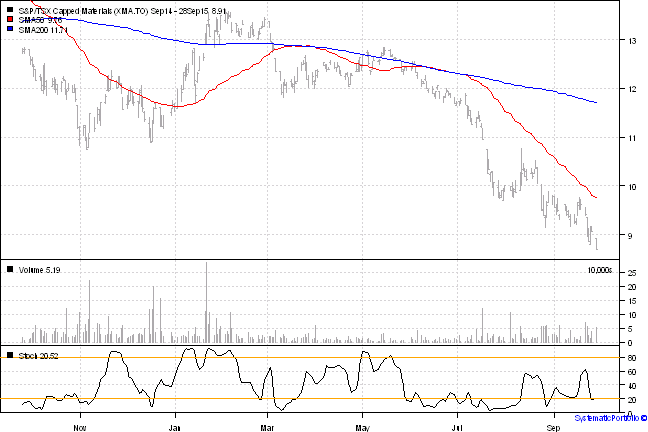 S&P/TSX Capped Materials (XMA.TO) Sep14 - 28Sep15, 8.91
SMA50 9.76
SMA200 11.71
13
12
11
10
9
Volume 5.19
10,000s
25
20
15
10
5
0
Stoch 20.52
80
60
40
20
0
Nov Jan Mar May Jul Sep
SystematicPortfolio ©